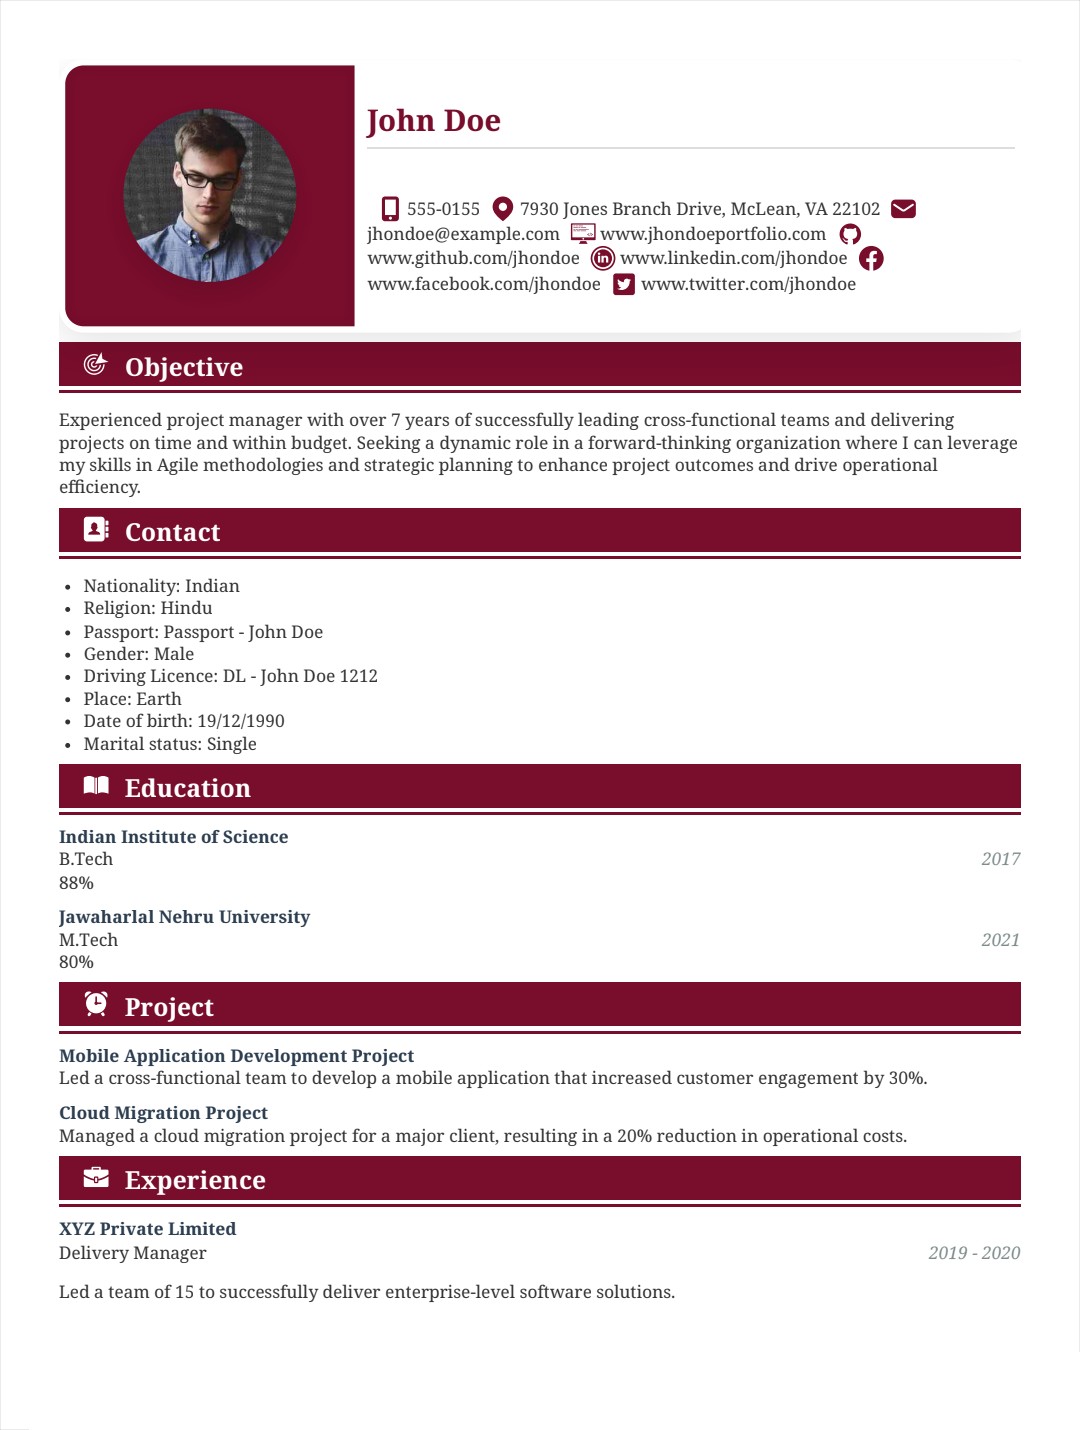 John Doe
555-0155 7930 Jones Branch Drive, McLean, VA 22102
jhondoe@example.com www.jhondoeportfolio.com
www.github.com/jhondoe www.linkedin.com/jhondoe
www.facebook.com/jhondoe www.twitter.com/jhondoe
Objective
Experienced project manager with over 7 years of successfully leading cross-functional teams and delivering
projects on time and within budget. Seeking a dynamic role in a forward-thinking organization where I can leverage
my skills in Agile methodologies and strategic planning to enhance project outcomes and drive operational
efficiency.
Contact
• Nationality: Indian
• Religion: Hindu
• Passport: Passport - John Doe
• Gender: Male
• Driving Licence: DL - John Doe 1212
• Place: Earth
• Date of birth: 19/12/1990
• Marital status: Single
Education
Indian Institute of Science
B.Tech 2017
88%
Jawaharlal Nehru University
M.Tech 2021
80%
Project
Mobile Application Development Project
Led a cross-functional team to develop a mobile application that increased customer engagement by 30%.
Cloud Migration Project
Managed a cloud migration project for a major client, resulting in a 20% reduction in operational costs.
Experience
XYZ Private Limited
Delivery Manager 2019 - 2020
Led a team of 15 to successfully deliver enterprise-level software solutions.